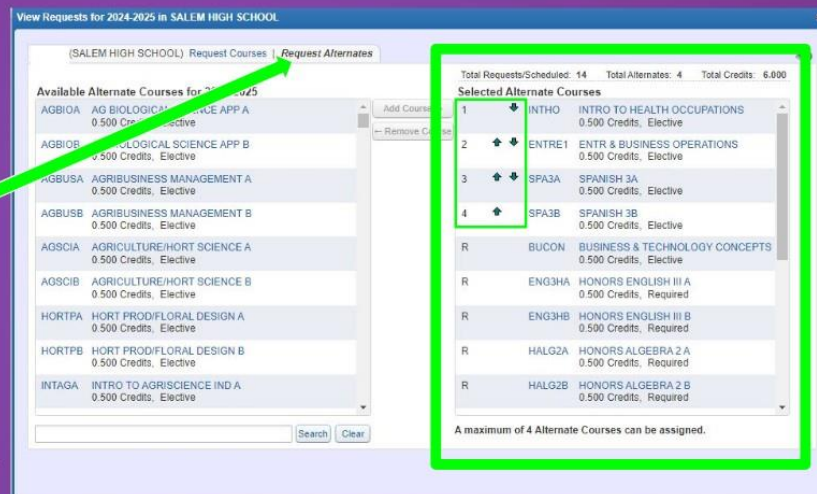 View Requests for 2024-2025 in SALEM HIGH SCHOOL
(SALEM HIGH SCHOOL) Request Courses | Request Alternates
Available Alternate Courses for 2025
AGBIOA AG BIOLOGICAL SCIENCE APP A
0.500 Credits, Elective
AGBIOB BIOLOGICAL SCIENCE APP B
0.500 Credits, Elective
AGBUSA AGRIBUSINESS MANAGEMENT A
0.500 Credits, Elective
AGBUSB AGRIBUSINESS MANAGEMENT B
0.500 Credits, Elective
AGSCIA AGRICULTURE/HORT SCIENCE A
0.500 Credits, Elective
AGSCIB AGRICULTURE/HORT SCIENCE B
0.500 Credits, Elective
HORTPA HORT PROD/FLORAL DESIGN A
0.500 Credits, Elective
HORTPB HORT PROD/FLORAL DESIGN B
0.500 Credits, Elective
INTAGA INTRO TO AGRISCIENCE IND A
0.500 Credits, Elective
Search Clear
Add Course
← Remove Course
Total Requests/Scheduled: 14 Total Alternates: 4 Total Credits: 6.000
Selected Alternate Courses
1 INTHO INTRO TO HEALTH OCCUPATIONS
0.500 Credits, Elective
2 ENTRE1 ENTR & BUSINESS OPERATIONS
0.500 Credits, Elective
3 SPA3A SPANISH 3A
0.500 Credits, Elective
4 SPA3B SPANISH 3B
0.500 Credits, Elective
R BUCON BUSINESS & TECHNOLOGY CONCEPTS
0.500 Credits, Elective
R ENG3HA HONORS ENGLISH III A
0.500 Credits, Required
R ENG3HB HONORS ENGLISH III B
0.500 Credits, Required
R HALG2A HONORS ALGEBRA 2 A
0.500 Credits, Required
R HALG2B HONORS ALGEBRA 2 B
0.500 Credits, Required
A maximum of 4 Alternate Courses can be assigned.